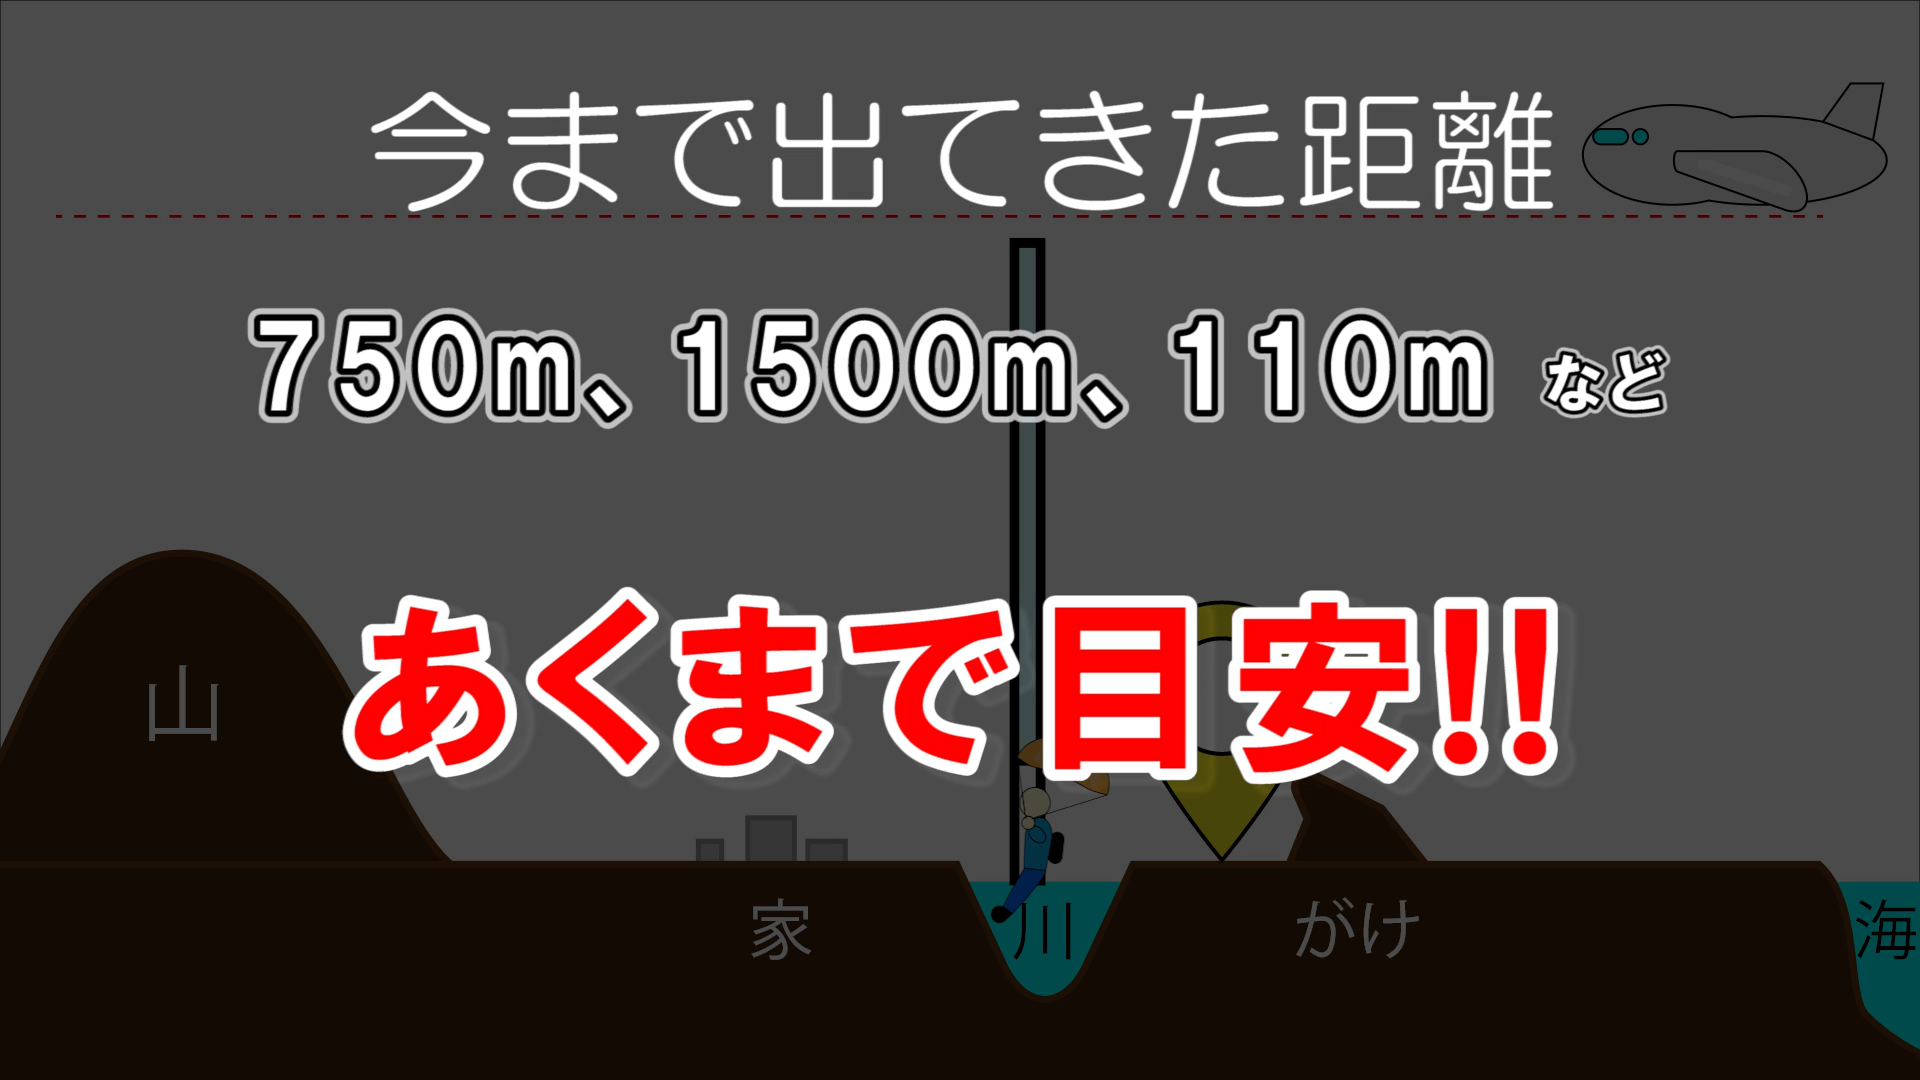 今まで出てきた距離
750m、1500m、110m など
あくまで目安!!
山
家
川
がけ
海